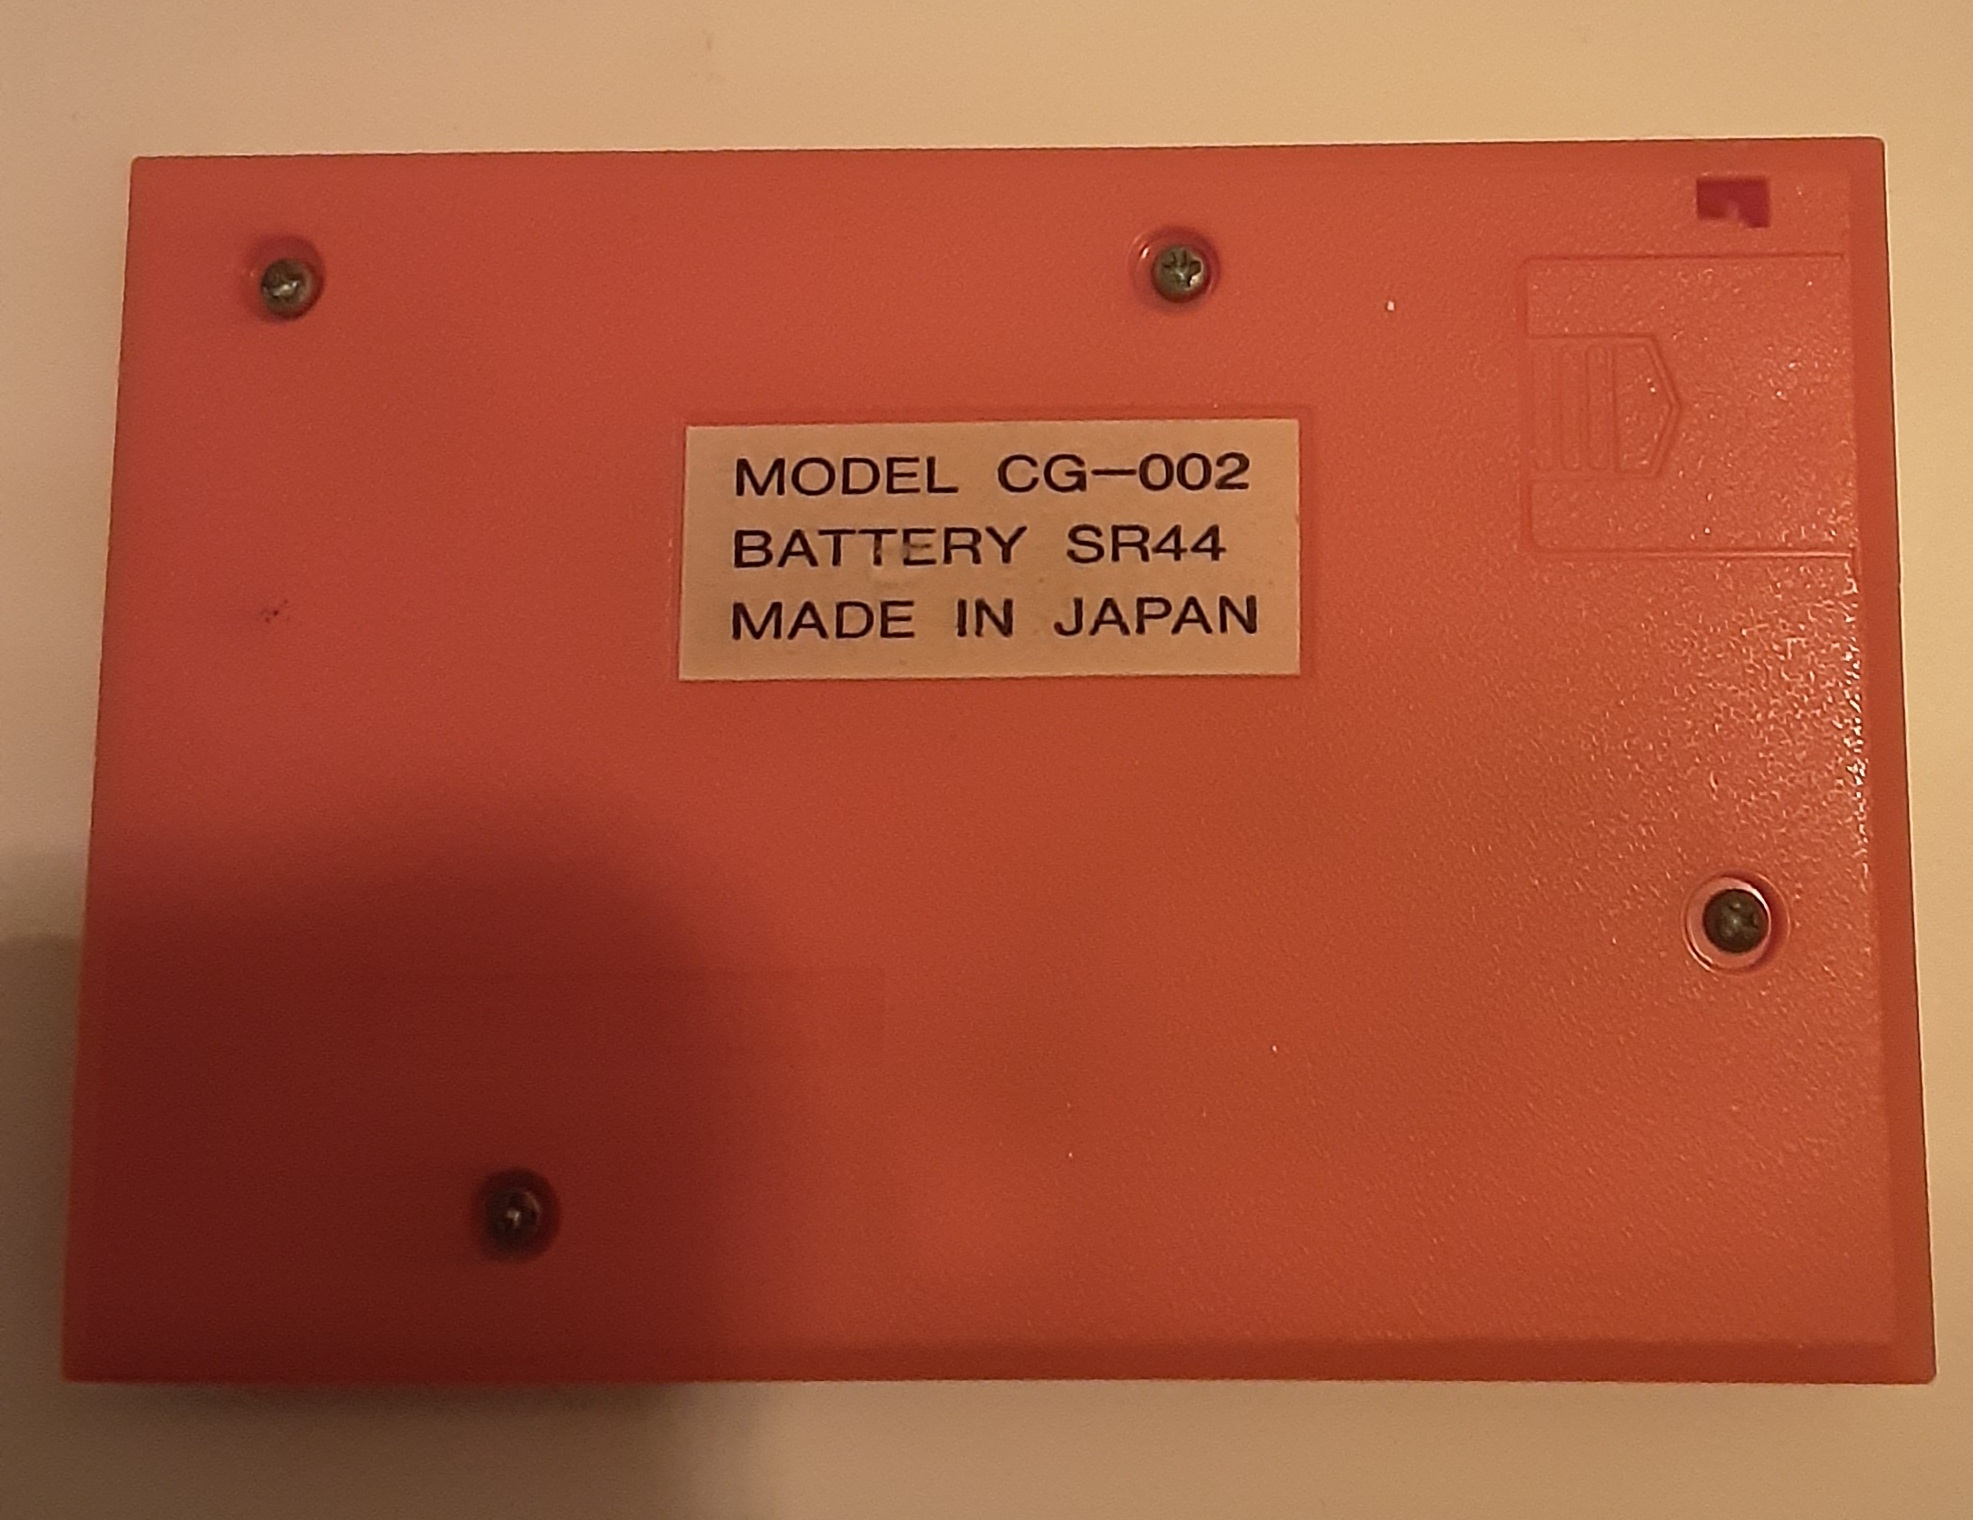 MODEL CG-002
BATTERY SR44
MADE IN JAPAN